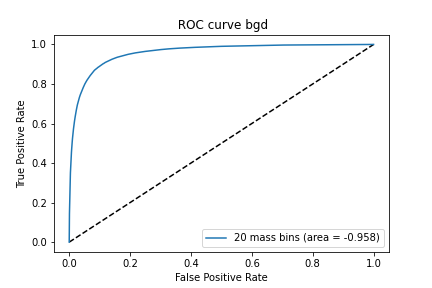 ROC curve bgd
1.0
0.8
0.6
0.4
0.2
0.0
True Positive Rate
20 mass bins (area = -0.958)
0.0 0.2 0.4 0.6 0.8 1.0
False Positive Rate